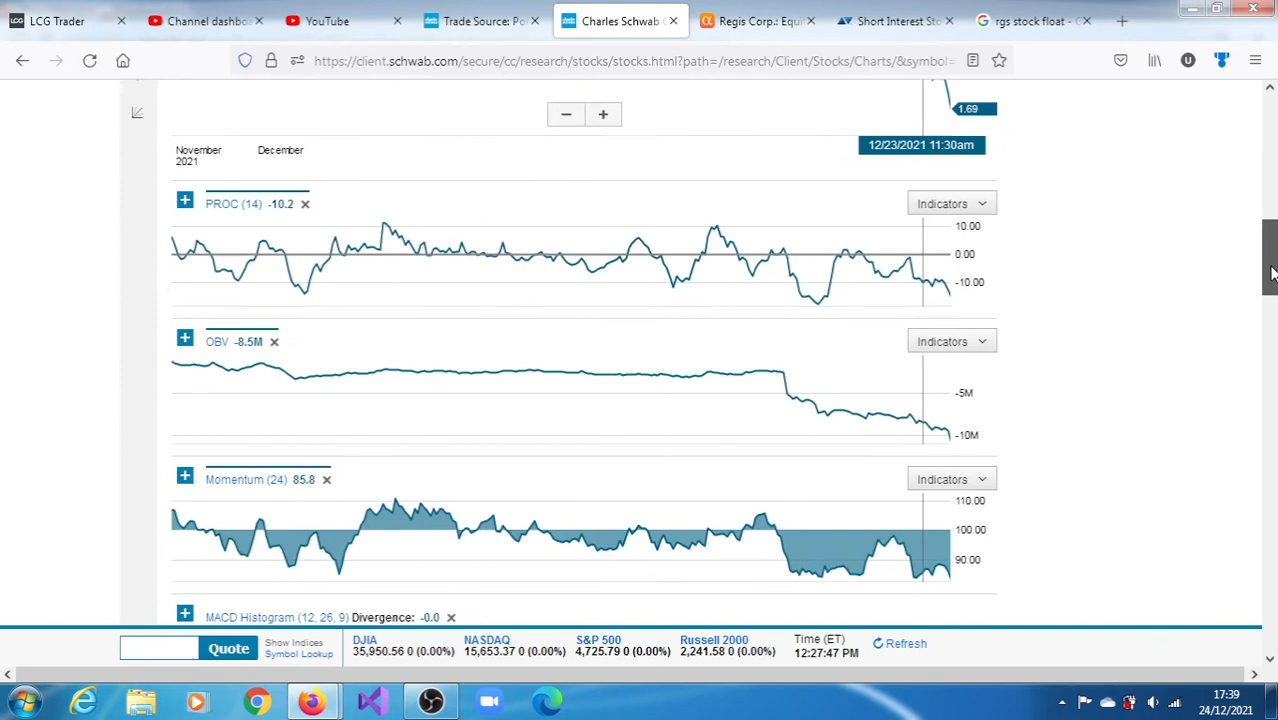 LCG Trader
Channel dashbo
YouTube
Trade Source: Po
Charles Schwab
Regis Corp.: Equi
Short Interest Sto
rgs stock float -
https://client.schwab.com/secure/cc/research/stocks/stocks.html?path=/research/Client/Stocks/Charts/&symbol=
1.69
− +
November
2021
December
12/23/2021 11:30am
PROC (14) -10.2
Indicators
10.00
0.00
-10.00
OBV -8.5M
Indicators
-5M
-10M
Momentum (24) 85.8
Indicators
110.00
100.00
90.00
MACD Histogram (12, 26, 9) Divergence: -0.0
Quote
Show Indices
Symbol Lookup
DJIA
35,950.56 0 (0.00%)
NASDAQ
15,653.37 0 (0.00%)
S&P 500
4,725.79 0 (0.00%)
Russell 2000
2,241.58 0 (0.00%)
Time (ET)
12:27:47 PM
Refresh
17:39
24/12/2021